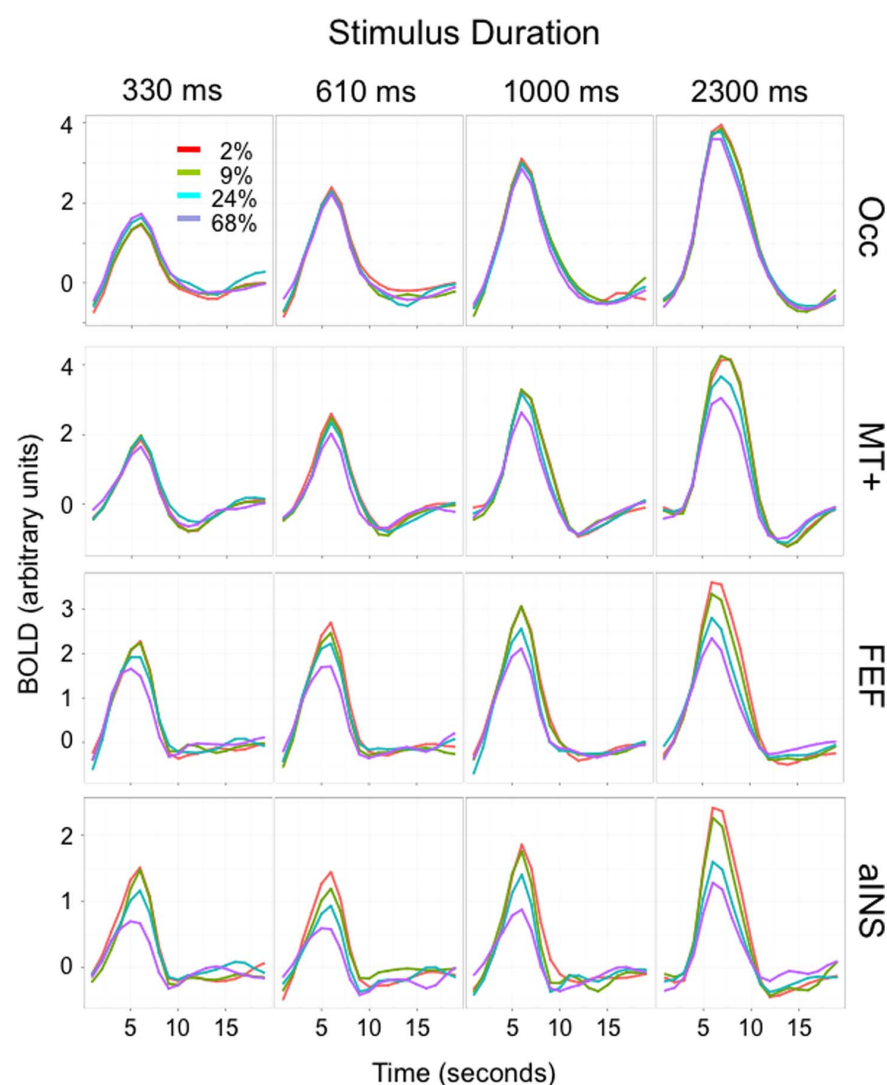 Stimulus Duration
330 ms 610 ms 1000 ms 2300 ms
4
2
0
2%
9%
24%
68%
Occ
4
2
0
MT+
BOLD (arbitrary units)
3
2
1
0
FEF
2
1
0
aINS
5 10 15 5 10 15 5 10 15 5 10 15
Time (seconds)